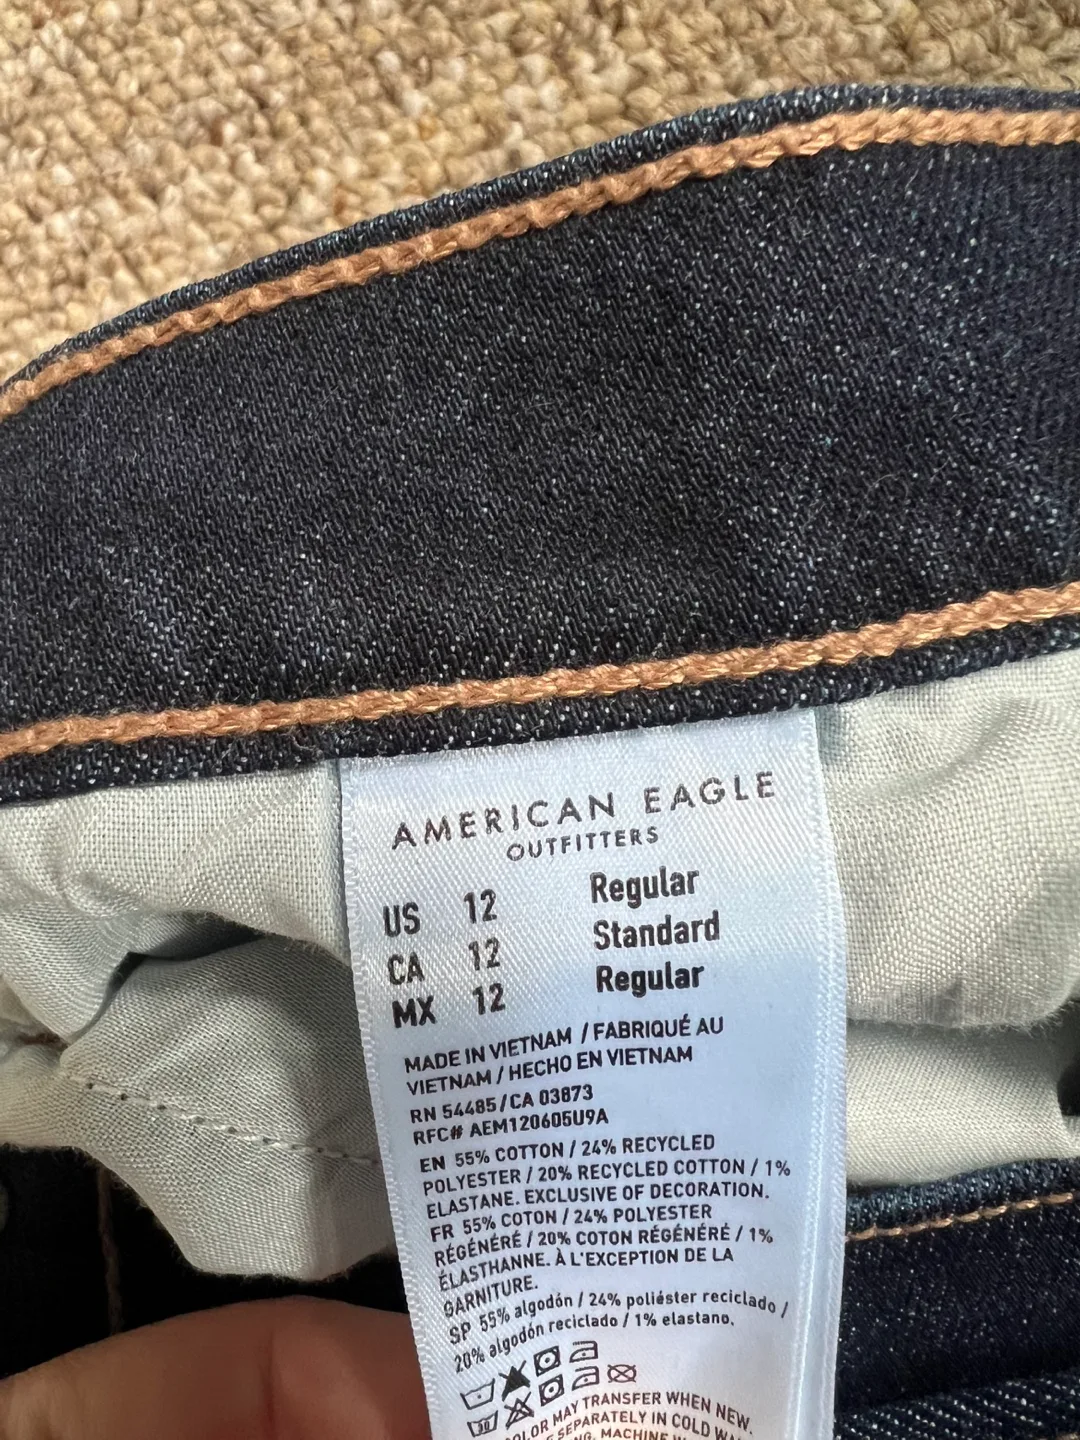 AMERICAN EAGLE
OUTFITTERS
US 12 Regular
CA 12 Standard
MX 12 Regular
MADE IN VIETNAM / FABRIQUÉ AU
VIETNAM / HECHO EN VIETNAM
RN 54485/CA 03873
RFC# AEM120605U9A
EN 55% COTTON / 24% RECYCLED
POLYESTER / 20% RECYCLED COTTON / 1%
ELASTANE. EXCLUSIVE OF DECORATION.
FR 55% COTON / 24% POLYESTER
RÉGÉNÉRÉ / 20% COTON RÉGÉNÉRÉ / 1%
ÉLASTHANNE. À L'EXCEPTION DE LA
GARNITURE.
SP 55% algodón / 24% poliéster reciclado /
20% algodón reciclado / 1% elastano.
30
MAY TRANSFER WHEN NEW.
SEPARATELY IN COLD
MACHINE